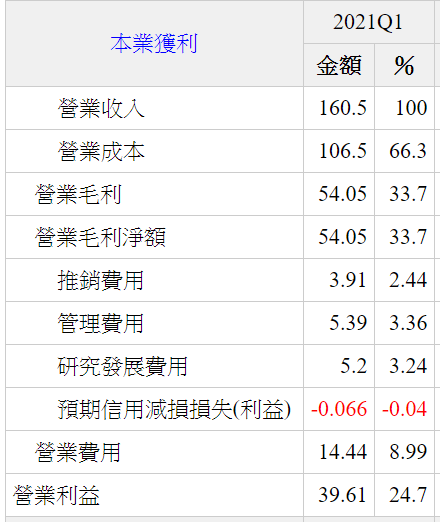 本業獲利 2021Q1
金額 %
營業收入 160.5 100
營業成本 106.5 66.3
營業毛利 54.05 33.7
營業毛利淨額 54.05 33.7
推銷費用 3.91 2.44
管理費用 5.39 3.36
研究發展費用 5.2 3.24
預期信用減損損失(利益) -0.066 -0.04
營業費用 14.44 8.99
營業利益 39.61 24.7